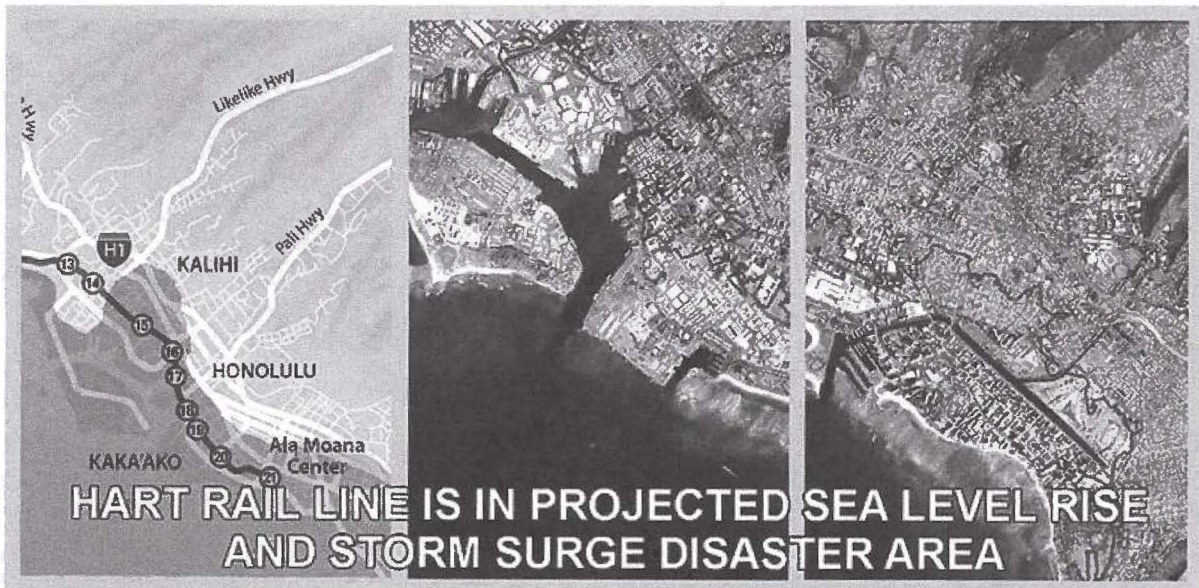 Likelike Hwy
Hwy
Pali Hwy
H1
KALIHI
13
14
15
16
HONOLULU
17
18
19
Ala Moana
Center
20
KAKA'AKO
21
HART RAIL LINE IS IN PROJECTED SEA LEVEL RISE
AND STORM SURGE DISASTER AREA